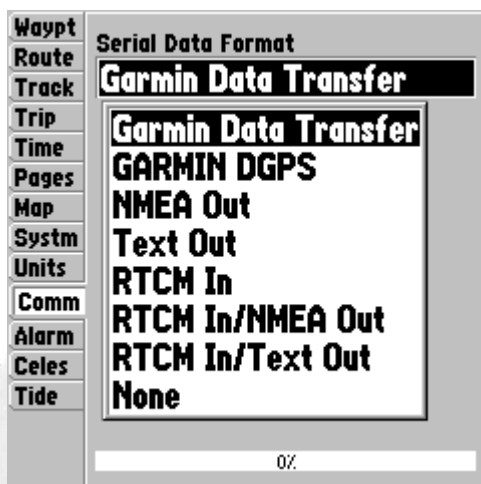 Waypt
Route
Track
Trip
Time
Pages
Map
Systm
Units
Comm
Alarm
Celes
Tide
Serial Data Format
Garmin Data Transfer
Garmin Data Transfer
GARMIN DGPS
NMEA Out
Text Out
RTCM In
RTCM In/NMEA Out
RTCM In/Text Out
None
0%